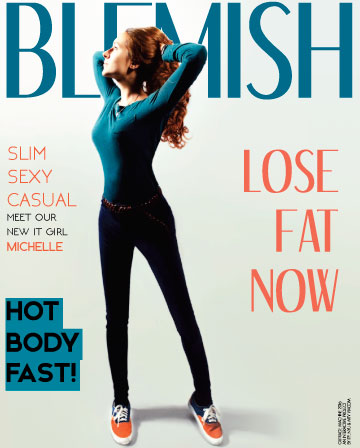 BLEMISH
SLIM
SEXY
CASUAL
MEET OUR
NEW IT GIRL
MICHELLE
LOSE
FAT
NOW
HOT
BODY
FAST!